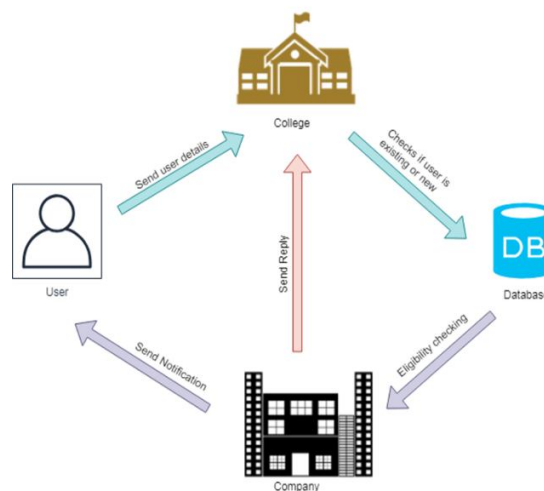 College
Send user details
Checks if user is
existing or new
DB
User
Send Reply
Database
Send Notification
Eligibility checking
Company